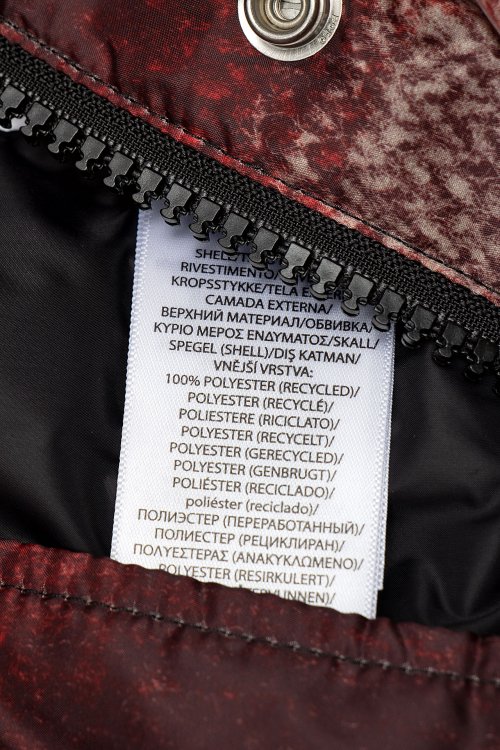 SHELL/
RIVESTIMENTO/
KROPSSTYKKE/TELA
CAMADA EXTERNA/
ВЕРХНИЙ МАТЕРИАЛ/ОБВИВКА/
ΚΥΡΙΟ ΜΕΡΟΣ ΕΝΔΥΜΑΤΟΣ/SKALL/
SPEGEL (SHELL)/DIŞ KATMAN/
VNĚJŠÍ VRSTVA:
100% POLYESTER (RECYCLED)/
POLYESTER (RECYCLÉ)/
POLIESTERE (RICICLATO)/
POLYESTER (RECYCELT)/
POLYESTER (GERECYCLED)/
POLYESTER (GENBRUGT)/
POLIÉSTER (RECICLADO)/
poliéster (reciclado)/
ПОЛИЭСТЕР (ПЕРЕРАБОТАННЫЙ)/
ПОЛИЕСТЕР (РЕЦИКЛИРАН)/
ΠΟΛΥΕΣΤΕΡΑΣ (ΑΝΑΚΥΚΛΩΜΕΝΟ)/
POLYESTER (RESIRKULERT)/